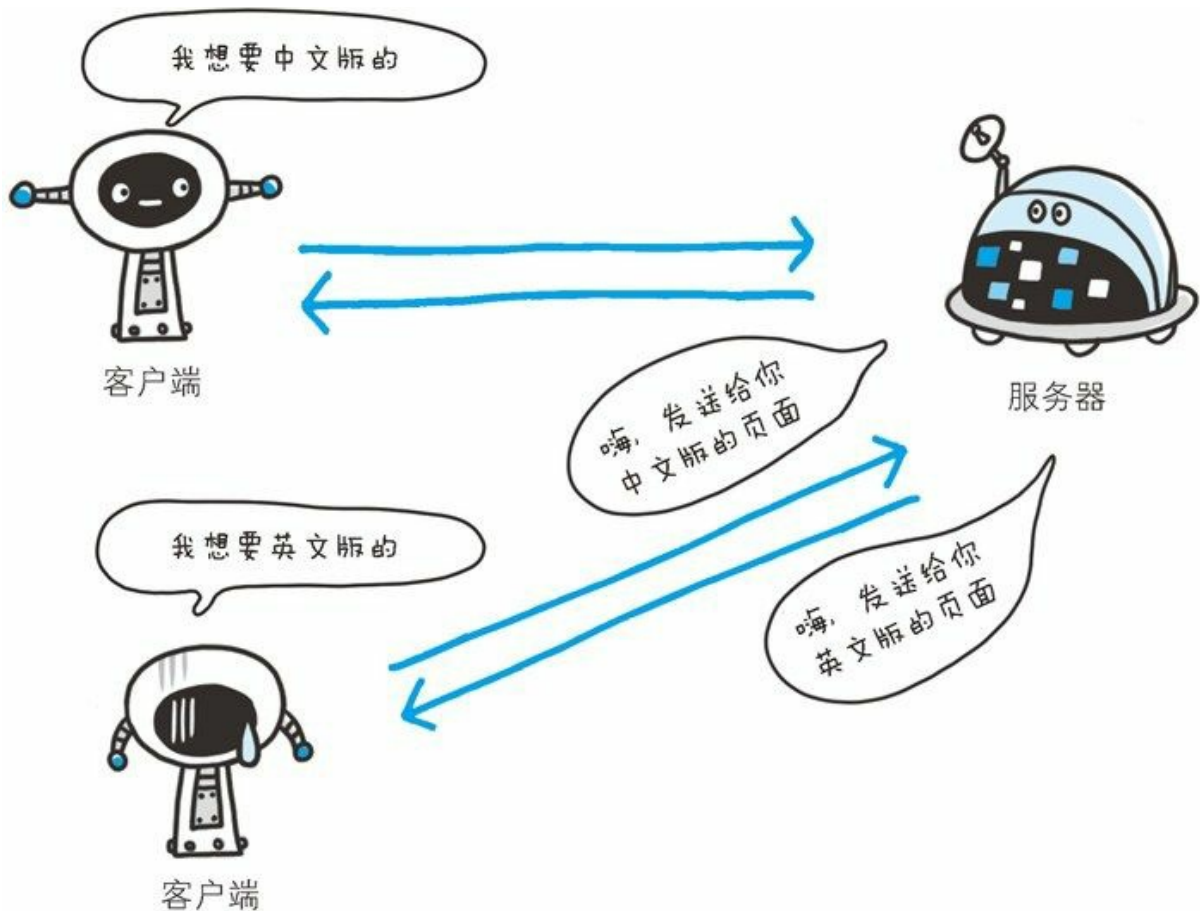 我想要中文版的
客户端
服务器
嗨,发送给你
中文版的页面
我想要英文版的
嗨,发送给你
英文版的页面
客户端